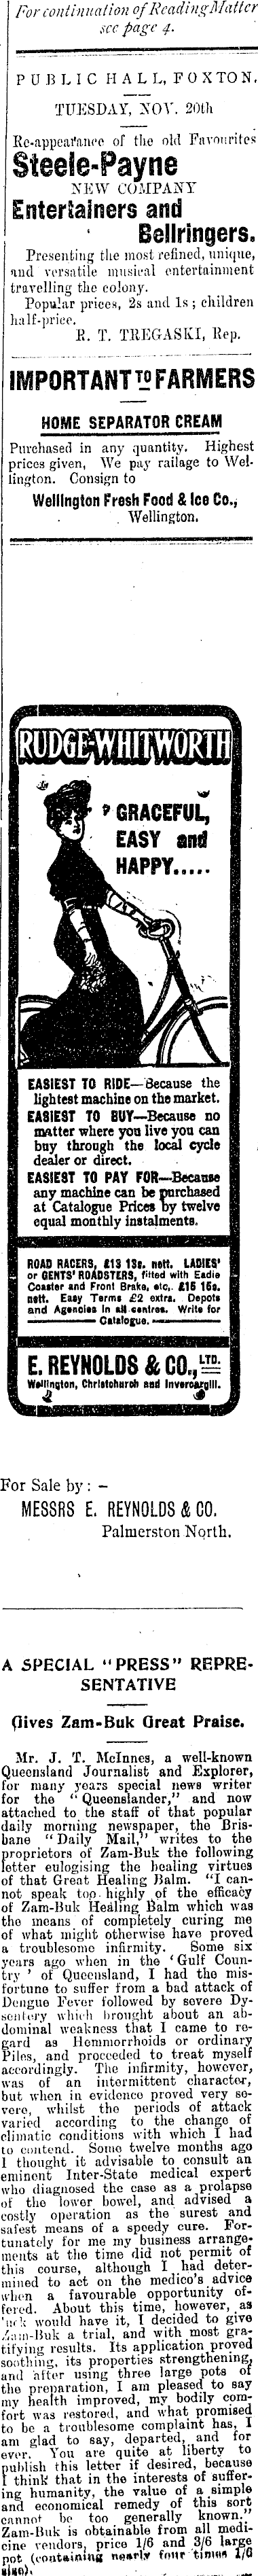 For continuation of Reading Matter
see page 4.
PUBLIC HALL, FOXTON.
TUESDAY, NOV. 20th
Re-appearance of the old Favourites
Steele-Payne
NEW COMPANY
Entertainers and
Bellringers.
Presenting the most refined, unique,
and versatile musical entertainment
travelling the colony.
Popular prices, 2s and 1s; children
half-price.
R. T. TREGASKI, Rep.
IMPORTANT TO FARMERS
HOME SEPARATOR CREAM
Purchased in any quantity. Highest
prices given, We pay railage to Wel-
lington. Consign to
Wellington Fresh Food & Ice Co.,
Wellington.
RUDGE-WHITWORTH
GRACEFUL,
EASY and
HAPPY.....
EASIEST TO RIDE—Because the
lightest machine on the market.
EASIEST TO BUY—Because no
matter where you live you can
buy through the local cycle
dealer or direct.
EASIEST TO PAY FOR—Because
any machine can be purchased
at Catalogue Prices by twelve
equal monthly instalments.
ROAD RACERS, £13 13s. nett. LADIES'
or GENTS' ROADSTERS, fitted with Eadie
Coaster and Front Brake, etc,. £16 16s.
nett. Easy Terms £2 extra. Depots
and Agencies in all centres. Write for
Catalogue.
E. REYNOLDS & CO., LTD.
Wellington, Christchurch and Invercargill.
For Sale by: –
MESSRS E. REYNOLDS & CO.
Palmerston North.
A SPECIAL "PRESS" REPRE-
SENTATIVE
Gives Zam-Buk Great Praise.
Mr. J. T. McInnes, a well-known
Queensland Journalist and Explorer,
for many years special news writer
for the "Queenslander," and now
attached to the staff of that popular
daily morning newspaper, the Bris-
bane "Daily Mail," writes to the
proprietors of Zam-Buk the following
letter eulogising the healing virtues
of that Great Healing Balm. "I can-
not speak too highly of the efficacy
of Zam-Buk Healing Balm which was
the means of completely curing me
of what might otherwise have proved
a troublesome infirmity. Some six
years ago when in the 'Gulf Coun-
try' of Queensland, I had the mis-
fortune to suffer from a bad attack of
Dengue Fever followed by severe Dy-
sentery which brought about an ab-
dominal weakness that I came to re-
gard as Hemmorrhoids or ordinary
Piles, and proceeded to treat myself
accordingly. The infirmity, however,
was of an intermittent character,
but when in evidence proved very se-
vere, whilst the periods of attack
varied according to the change of
climatic conditions with which I had
to contend. Some twelve months ago
I thought it advisable to consult an
eminent Inter-State medical expert
who diagnosed the case as a prolapse
of the lower bowel, and advised a
costly operation as the surest and
safest means of a speedy cure. For-
tunately for me my business arrange-
ments at the time did not permit of
this course, although I had deter-
mined to act on the medico's advice
when a favourable opportunity of-
fered. About this time, however, as
luck would have it, I decided to give
Zam-Buk a trial, and with most gra-
tifying results. Its application proved
soothing, its properties strengthening,
and after using three large pots of
the preparation, I am pleased to say
my health improved, my bodily com-
fort was restored, and what promised
to be a troublesome complaint has, I
am glad to say, departed, and for
ever. You are quite at liberty to
publish this letter if desired, because
I think that in the interests of suffer-
ing humanity, the value of a simple
and economical remedy of this sort
cannot be too generally known."
Zam-Buk is obtainable from all medi-
cine vendors, price 1/6 and 3/6 large
pot (containing nearly four times 1/6
size).